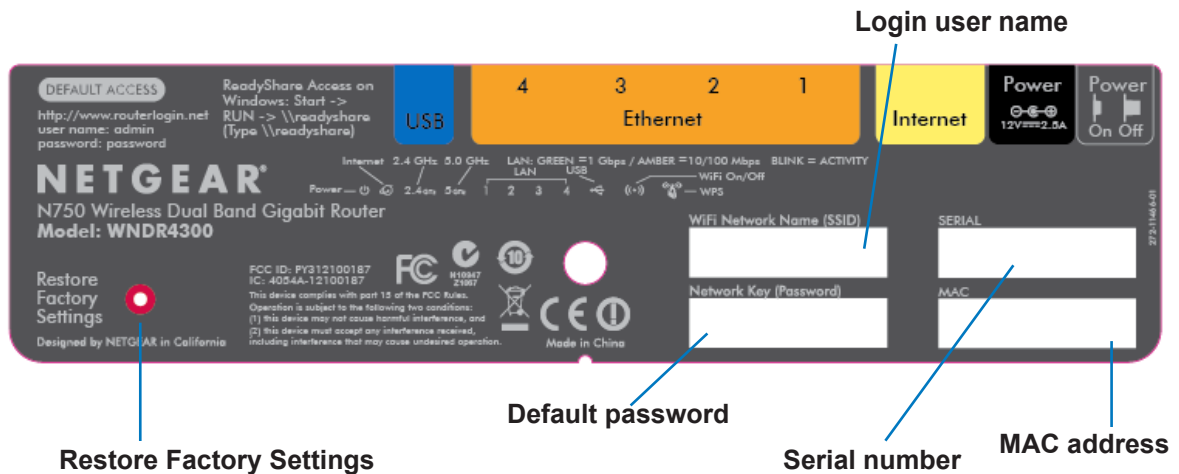 Login user name
DEFAULT ACCESS
http://www.routerlogin.net
user name: admin
password: password
ReadyShare Access on
Windows: Start ->
RUN -> \\readyshare
(Type \\readyshare)
USB
4 3 2 1
Ethernet
Internet
Power
12V 2.5A
Power
On Off
Internet 2.4 GHz 5.0 GHz LAN: GREEN =1 Gbps / AMBER =10/100 Mbps BLINK = ACTIVITY
LAN USB WiFi On/Off
Power 2.4GHz 5GHz 1 2 3 4 WPS
NETGEAR®
N750 Wireless Dual Band Gigabit Router
Model: WNDR4300
272-11466-01
WiFi Network Name (SSID)
SERIAL
Network Key (Password)
MAC
Restore
Factory
Settings
FCC ID: PY312100187
IC: 4054A-12100187
FC
N10947
Z1067
10
This device complies with part 15 of the FCC Rules.
Operation is subject to the following two conditions:
(1) this device may not cause harmful interference, and
(2) this device must accept any interference received,
including interference that may cause undesired operation.
CE
Made in China
Designed by NETGEAR in California
Default password
Restore Factory Settings
Serial number
MAC address